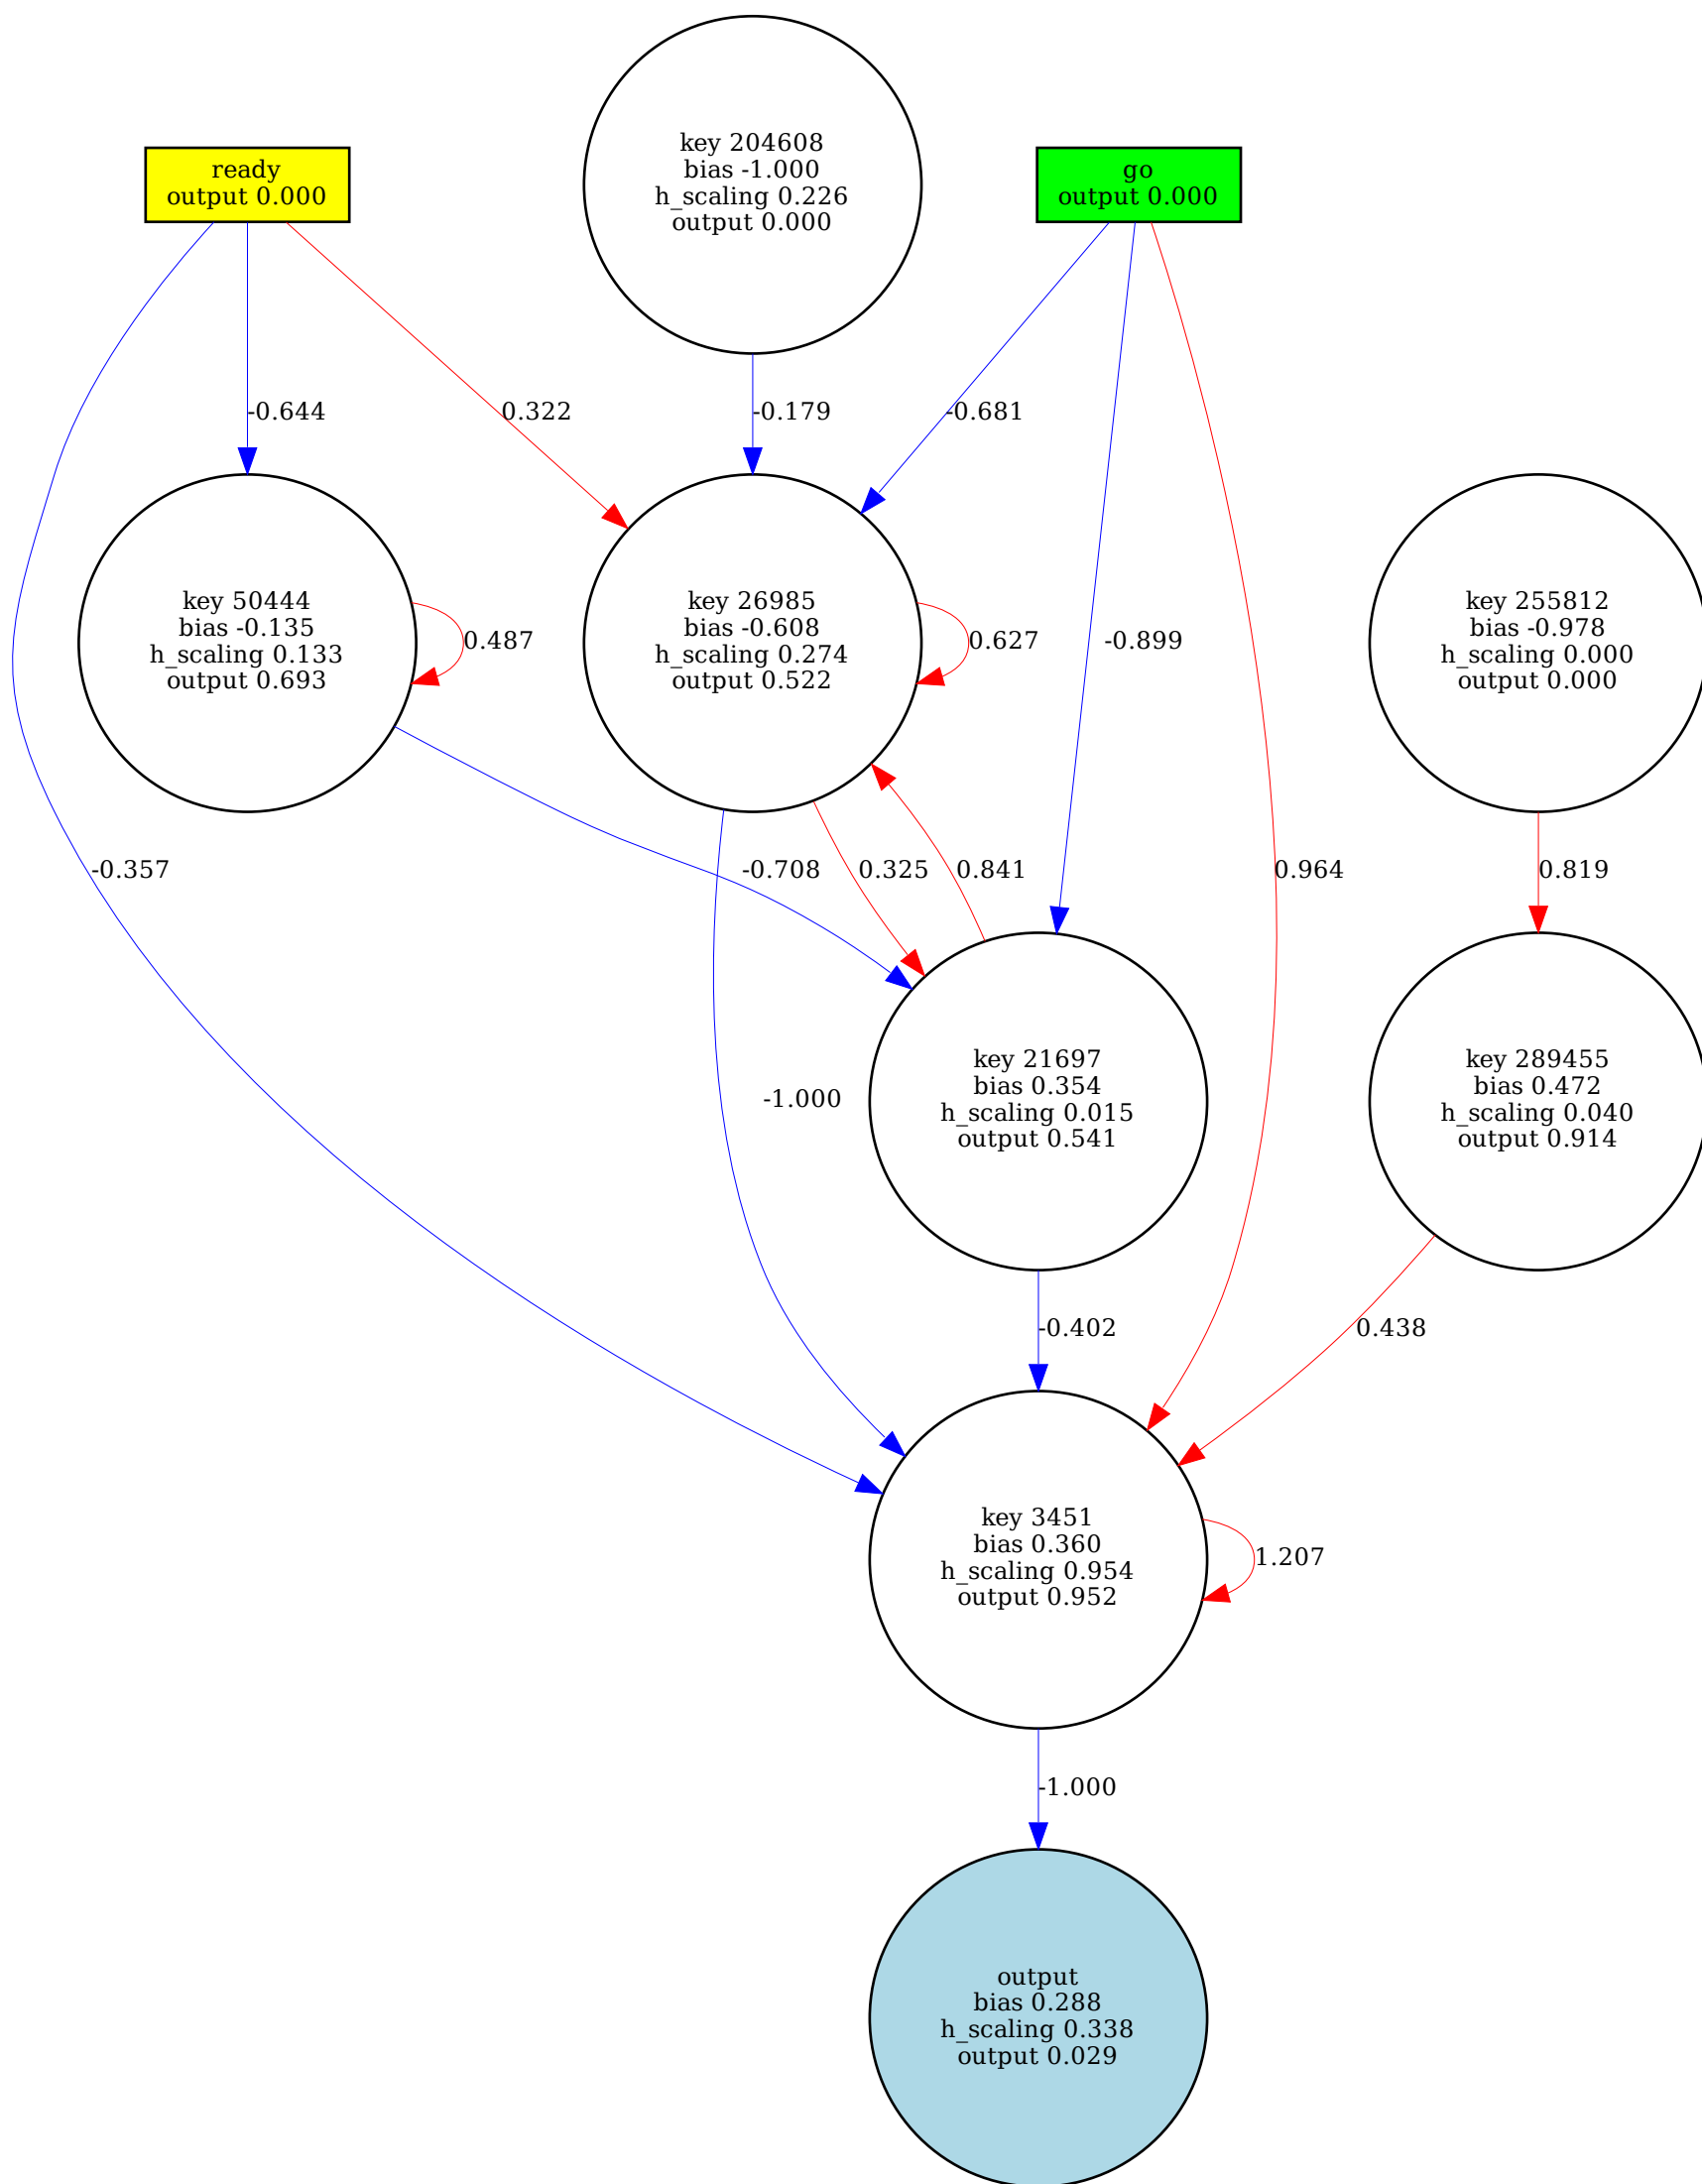 key 204608
bias -1.000
h_scaling 0.226
output 0.000
ready
output 0.000
go
output 0.000
-0.644
0.322
-0.179
-0.681
key 50444
bias -0.135
h_scaling 0.133
output 0.693
0.487
key 26985
bias -0.608
h_scaling 0.274
output 0.522
0.627
-0.899
key 255812
bias -0.978
h_scaling 0.000
output 0.000
-0.357
-0.708
0.325
0.841
0.964
0.819
-1.000
key 21697
bias 0.354
h_scaling 0.015
output 0.541
key 289455
bias 0.472
h_scaling 0.040
output 0.914
-0.402
0.438
key 3451
bias 0.360
h_scaling 0.954
output 0.952
1.207
-1.000
output
bias 0.288
h_scaling 0.338
output 0.029